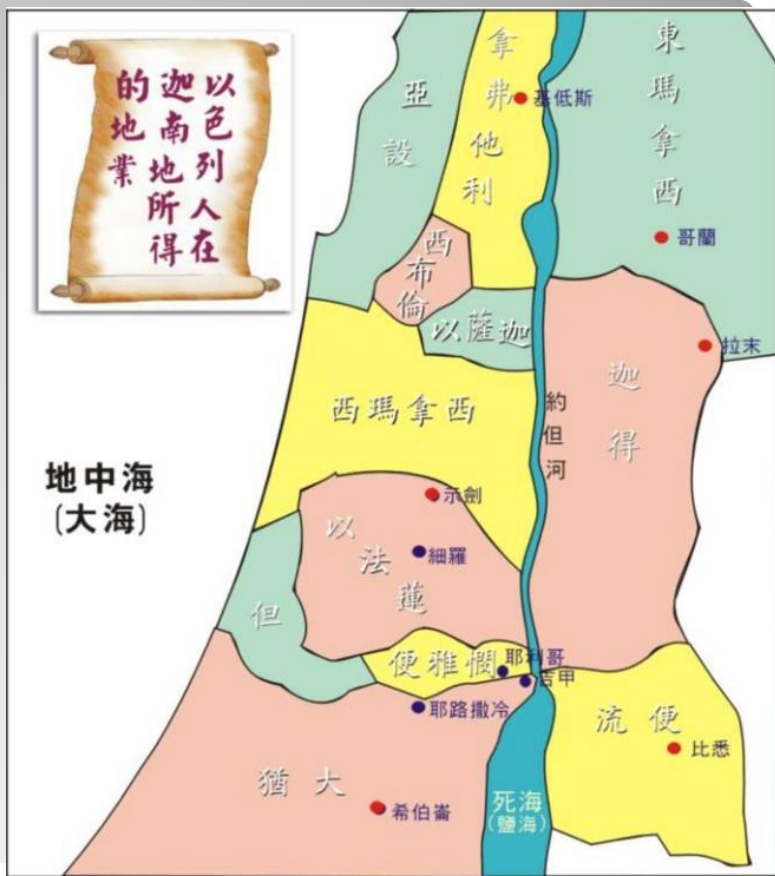 以色列人在
迦南地所得
的地業
亞設
拿弗他利
基低斯
東瑪拿西
哥蘭
西布倫
以薩迦
拉末
迦得
西瑪拿西
約但河
地中海
(大海)
示劍
以法蓮
細羅
但
便雅憫
耶利哥
吉甲
耶路撒冷
流便
比悉
猶大
希伯崙
死海
(鹽海)